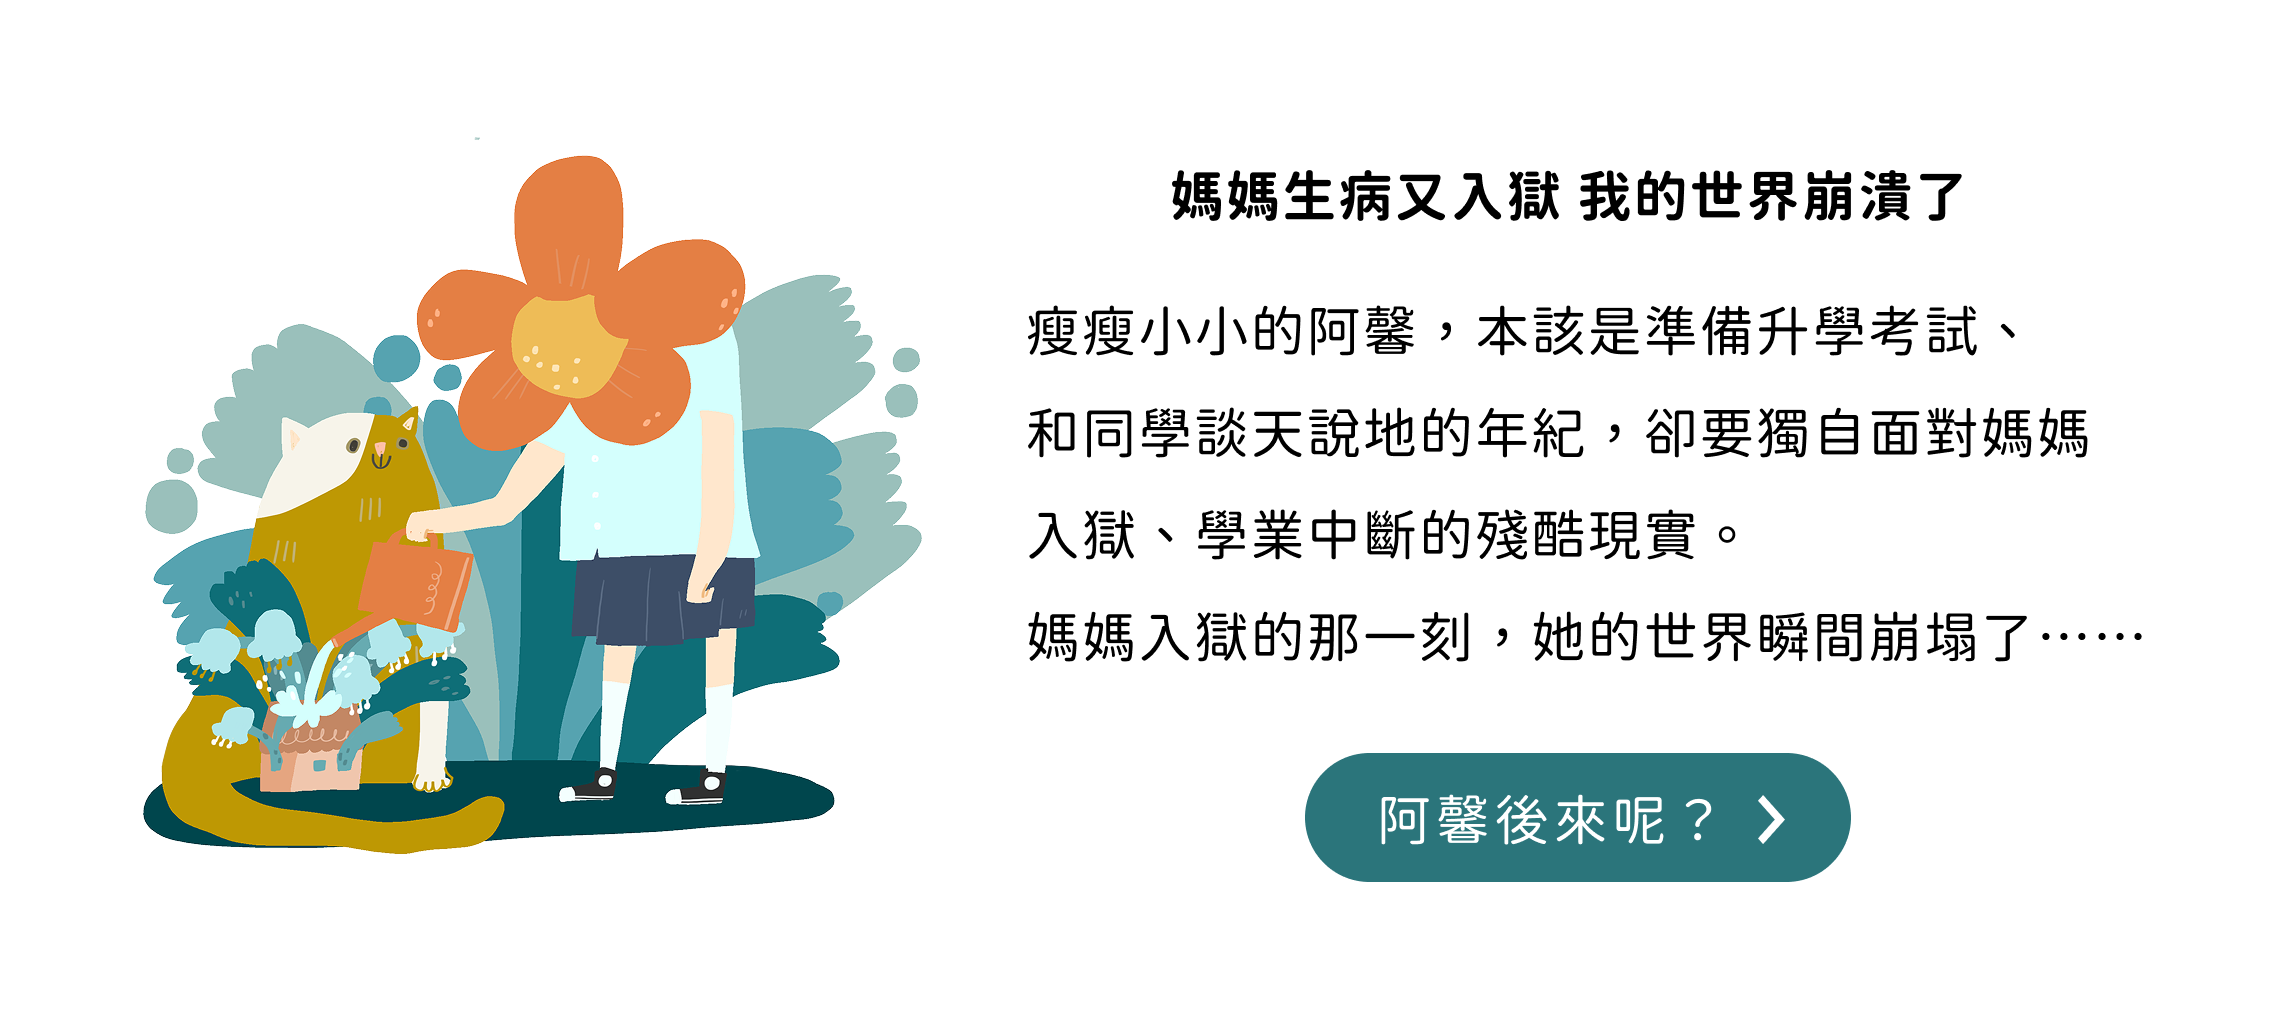 媽媽生病又入獄 我的世界崩潰了
瘦瘦小小的阿馨，本該是準備升學考試、
和同學談天說地的年紀，卻要獨自面對媽媽
入獄、學業中斷的殘酷現實。
媽媽入獄的那一刻，她的世界瞬間崩塌了⋯⋯
阿馨後來呢？ ›